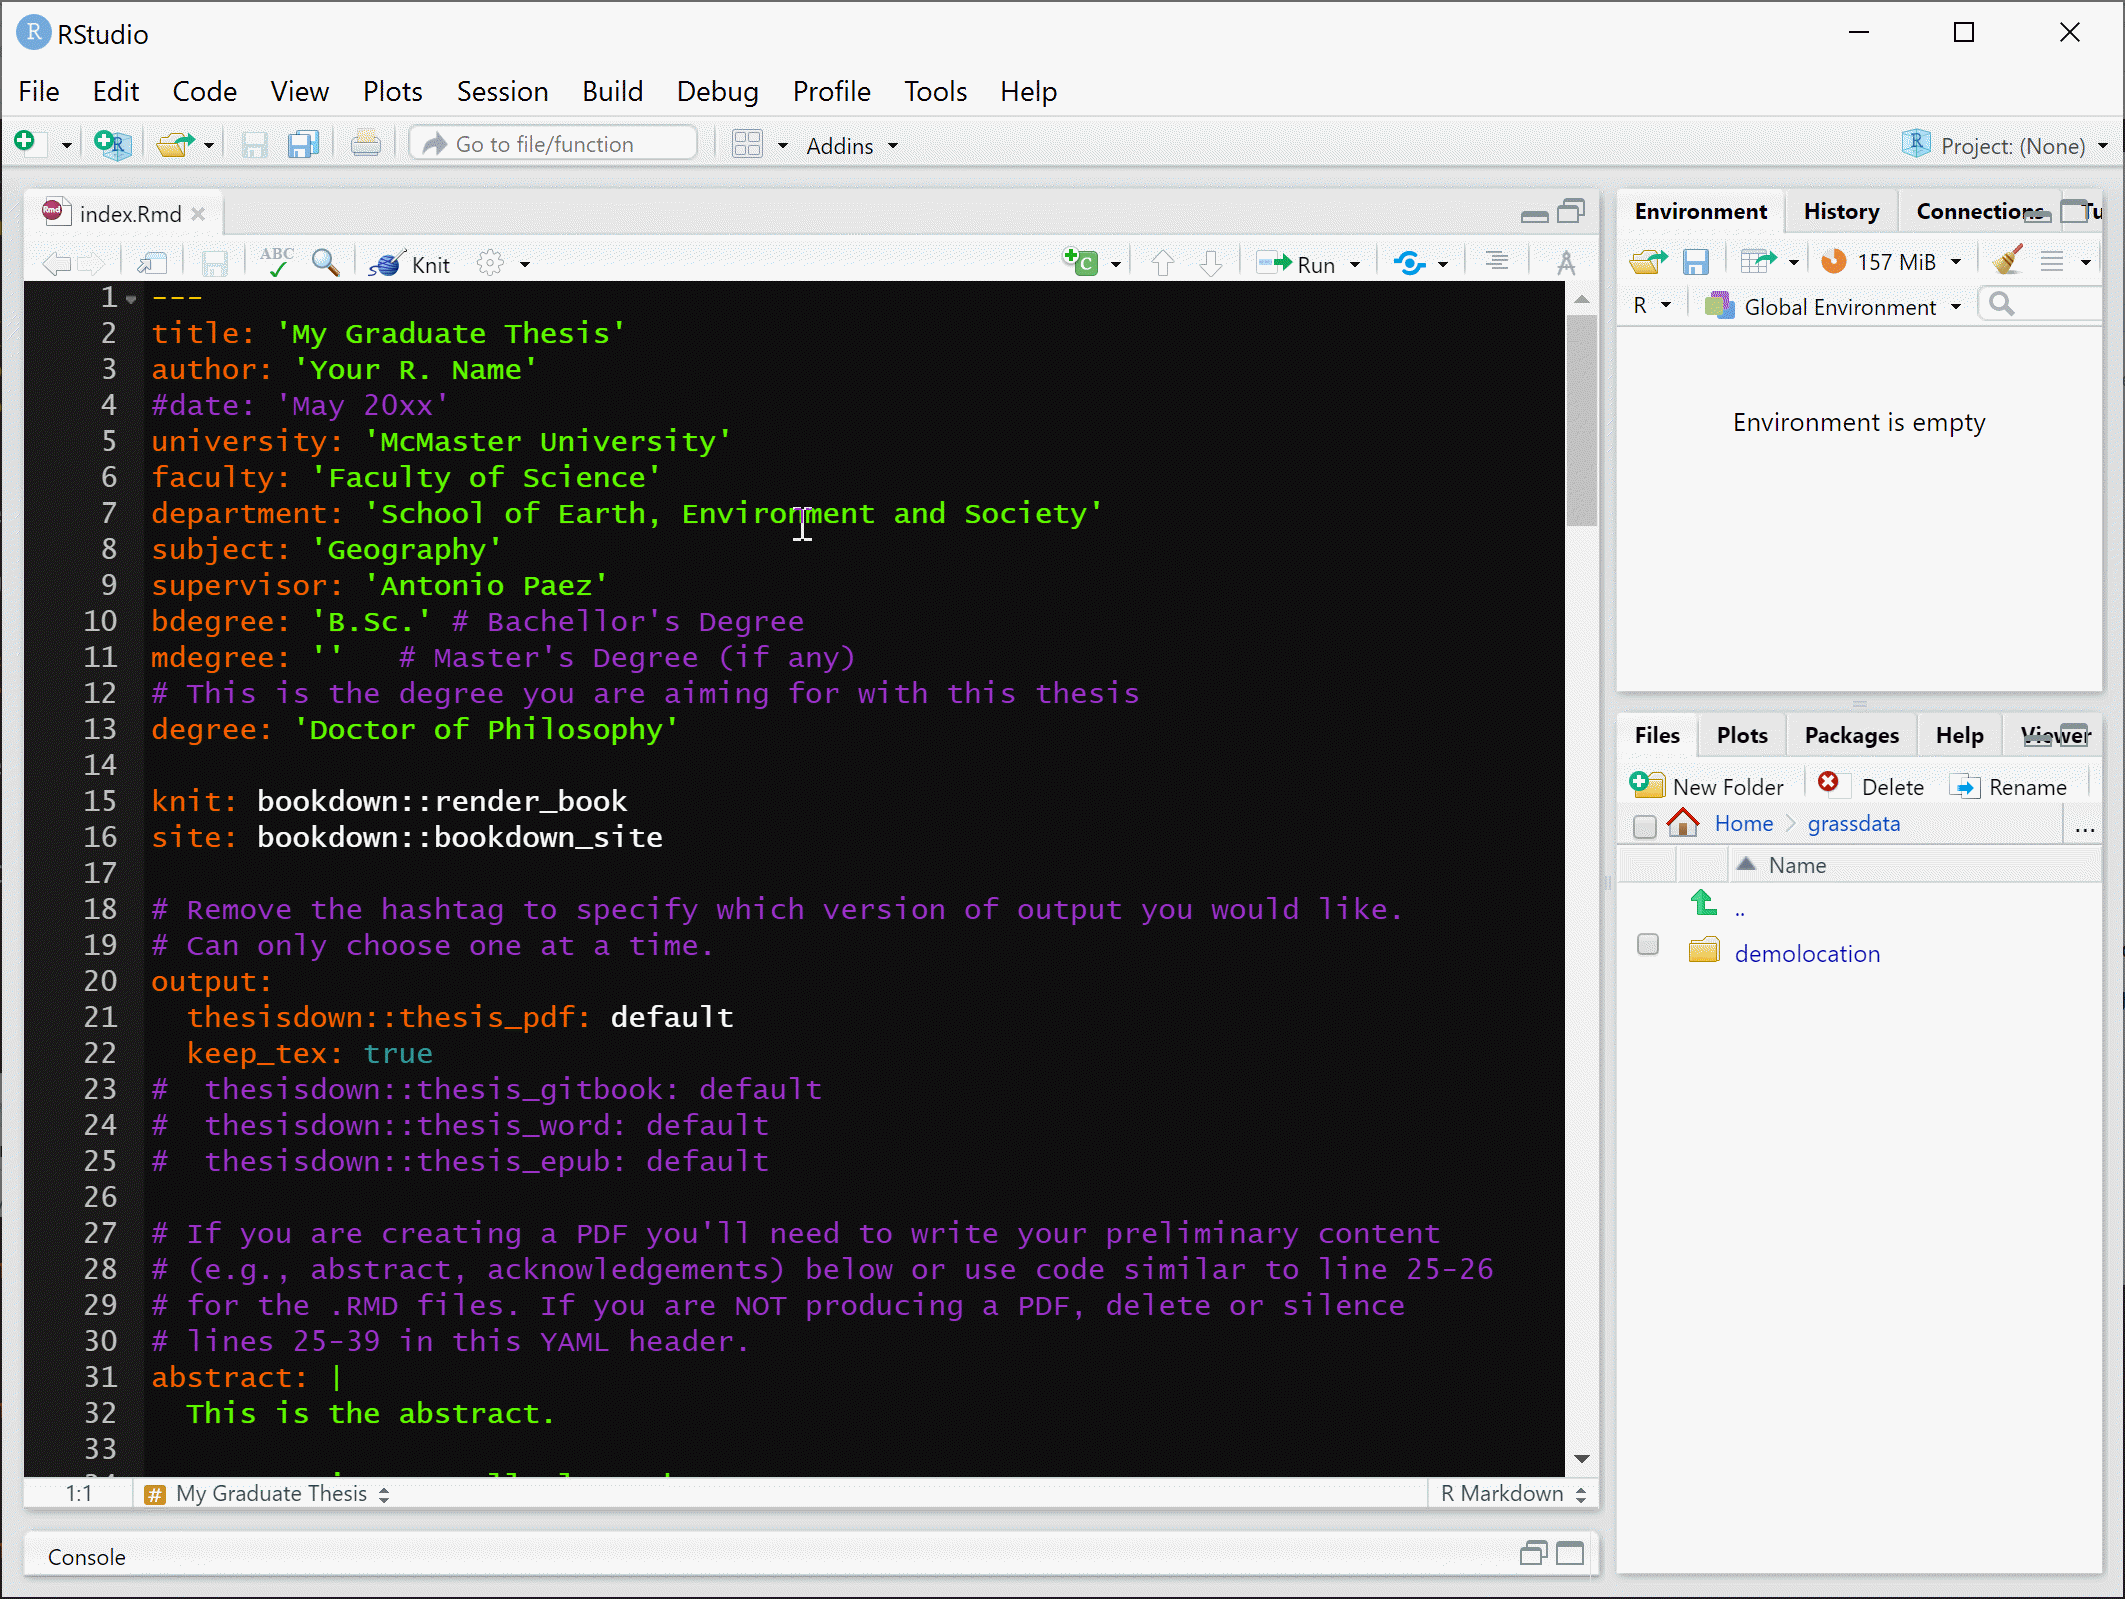 RStudio
File Edit Code View Plots Session Build Debug Profile Tools Help
Go to file/function Addins Project: (None)
index.Rmd
ABC Knit Run
1 ---
2 title: 'My Graduate Thesis'
3 author: 'Your R. Name'
4 #date: 'May 20xx'
5 university: 'McMaster University'
6 faculty: 'Faculty of Science'
7 department: 'School of Earth, Environment and Society'
8 subject: 'Geography'
9 supervisor: 'Antonio Paez'
10 bdegree: 'B.Sc.' # Bachellor's Degree
11 mdegree: ''   # Master's Degree (if any)
12 # This is the degree you are aiming for with this thesis
13 degree: 'Doctor of Philosophy'
14
15 knit: bookdown::render_book
16 site: bookdown::bookdown_site
17
18 # Remove the hashtag to specify which version of output you would like.
19 # Can only choose one at a time.
20 output:
21   thesisdown::thesis_pdf: default
22   keep_tex: true
23 #  thesisdown::thesis_gitbook: default
24 #  thesisdown::thesis_word: default
25 #  thesisdown::thesis_epub: default
26
27 # If you are creating a PDF you'll need to write your preliminary content
28 # (e.g., abstract, acknowledgements) below or use code similar to line 25-26
29 # for the .RMD files. If you are NOT producing a PDF, delete or silence
30 # lines 25-39 in this YAML header.
31 abstract: |
32   This is the abstract.
33
1:1 # My Graduate Thesis R Markdown
Console
Environment History Connections Tu
157 MiB
R Global Environment
Environment is empty
Files Plots Packages Help Viewer
New Folder Delete Rename
Home grassdata ...
Name
..
demolocation